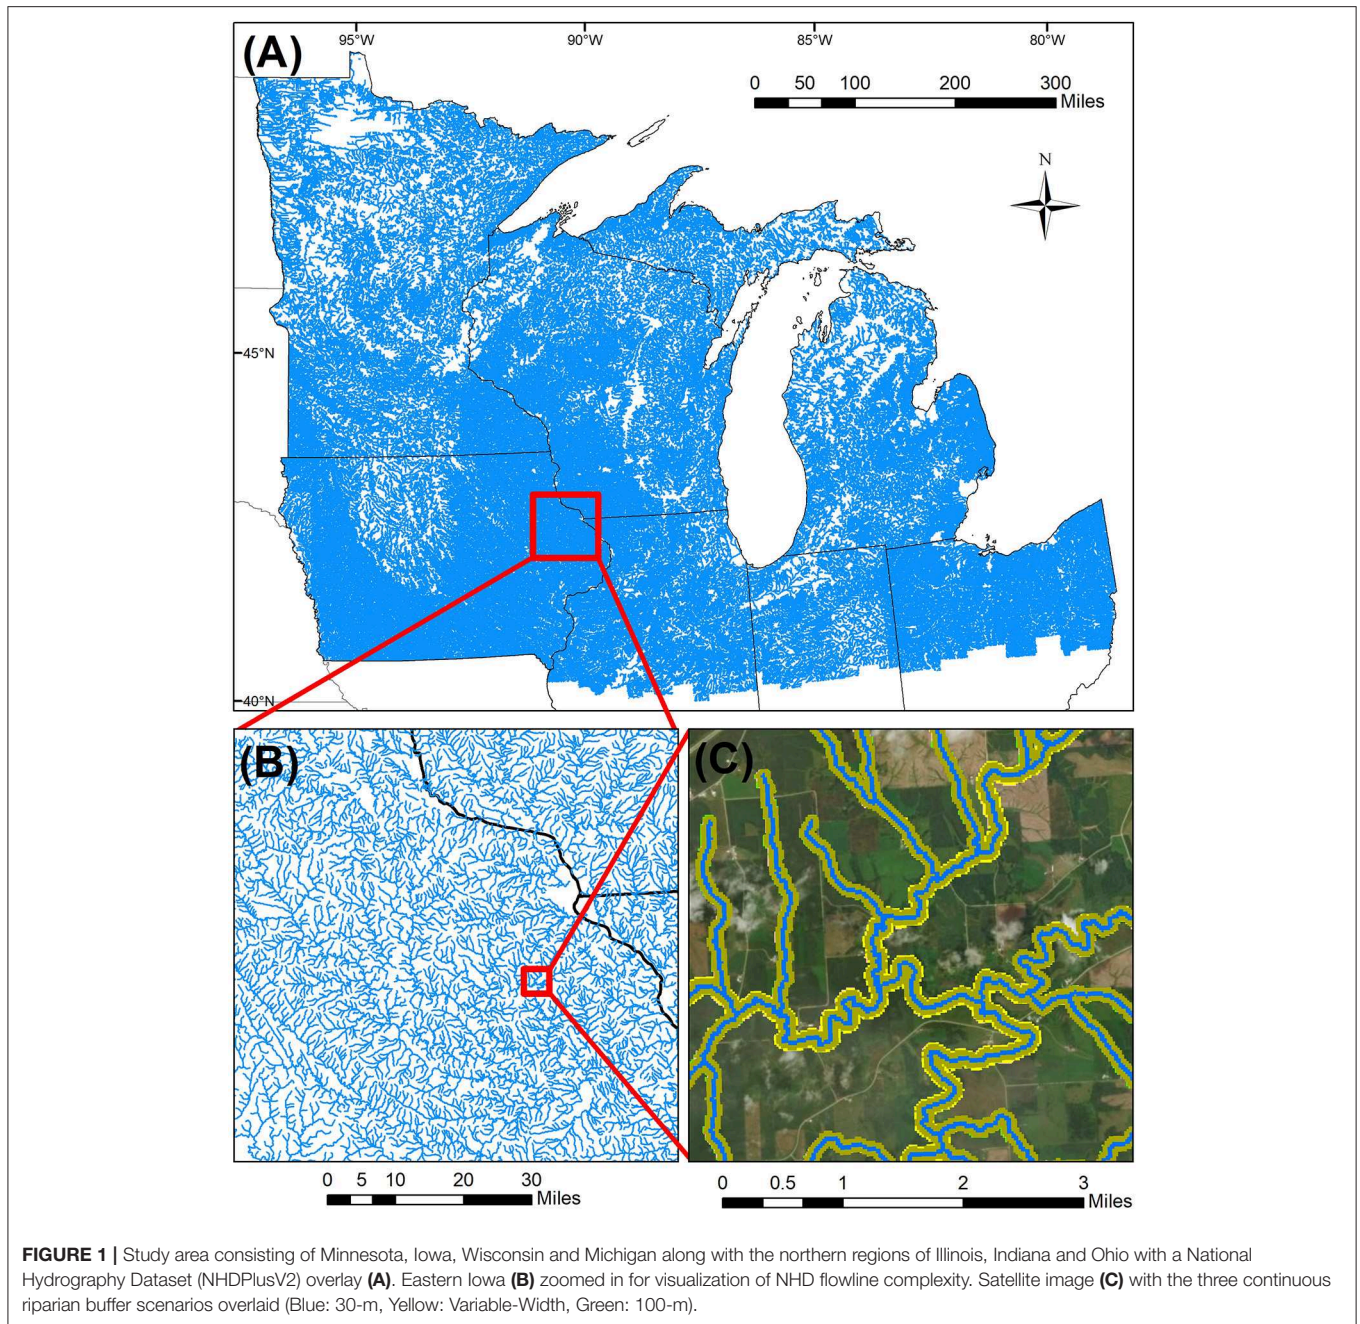 95°W 90°W 85°W 80°W
(A)
0 50 100 200 300
Miles
N
45°N
40°N
(B)
(C)
0 5 10 20 30
Miles
0 0.5 1 2 3
Miles
FIGURE 1 | Study area consisting of Minnesota, Iowa, Wisconsin and Michigan along with the northern regions of Illinois, Indiana and Ohio with a National
Hydrography Dataset (NHDPlusV2) overlay (A). Eastern Iowa (B) zoomed in for visualization of NHD flowline complexity. Satellite image (C) with the three continuous
riparian buffer scenarios overlaid (Blue: 30-m, Yellow: Variable-Width, Green: 100-m).